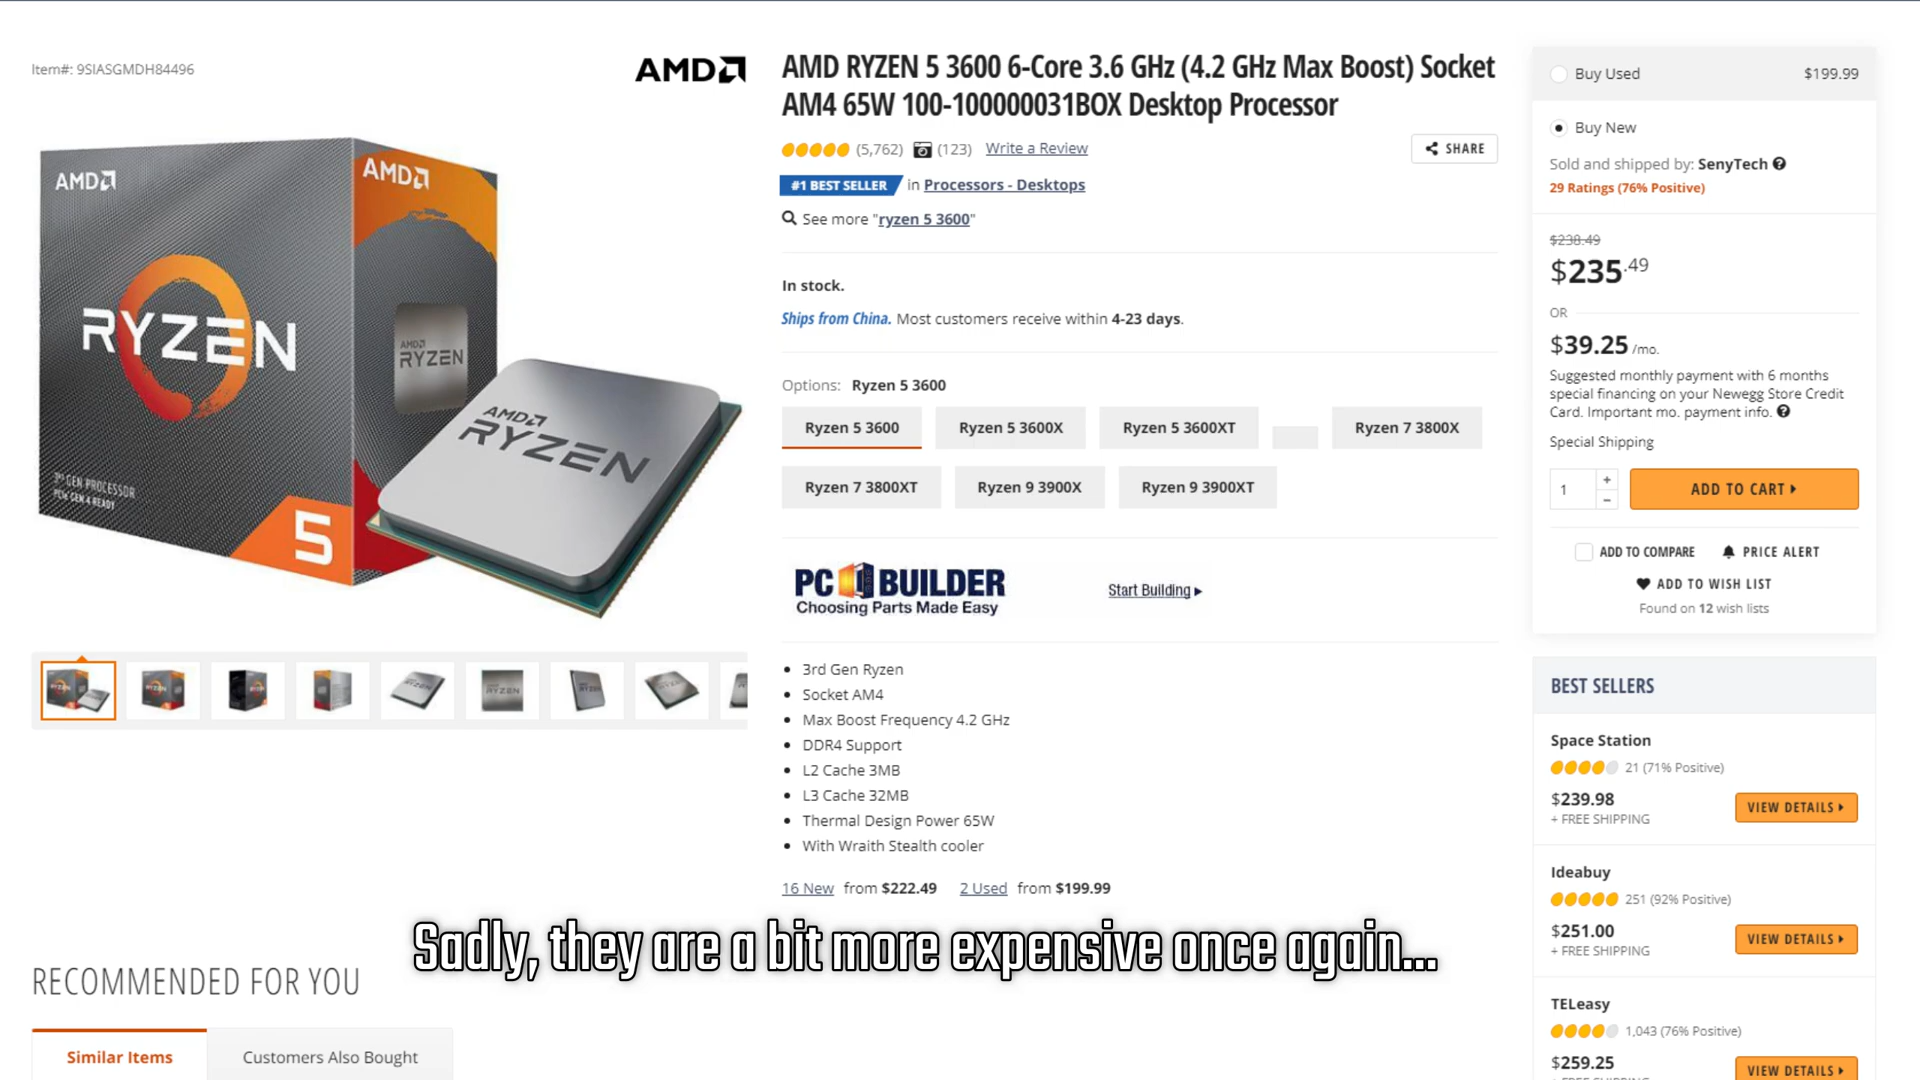 Item#: 9SIASGMDH84496
AMD
AMD
AMD
RYZEN
AMD
RYZEN
AMD
RYZEN
3rd GEN PROCESSOR
PCIe GEN 4 READY
5
AMD RYZEN 5 3600 6-Core 3.6 GHz (4.2 GHz Max Boost) Socket
AM4 65W 100-100000031BOX Desktop Processor
(5,762) (123) Write a Review
SHARE
#1 BEST SELLER in Processors - Desktops
See more "ryzen 5 3600"
In stock.
Ships from China. Most customers receive within 4-23 days.
Options: Ryzen 5 3600
Ryzen 5 3600 Ryzen 5 3600X Ryzen 5 3600XT Ryzen 7 3800X
Ryzen 7 3800XT Ryzen 9 3900X Ryzen 9 3900XT
PC BUILDER
Choosing Parts Made Easy
Start Building
3rd Gen Ryzen
Socket AM4
Max Boost Frequency 4.2 GHz
DDR4 Support
L2 Cache 3MB
L3 Cache 32MB
Thermal Design Power 65W
With Wraith Stealth cooler
16 New from $222.49 2 Used from $199.99
Buy Used $199.99
Buy New
Sold and shipped by: SenyTech
29 Ratings (76% Positive)
$238.49
$235.49
OR
$39.25 /mo.
Suggested monthly payment with 6 months
special financing on your Newegg Store Credit
Card. Important mo. payment info.
Special Shipping
1 + −
ADD TO CART
ADD TO COMPARE PRICE ALERT
ADD TO WISH LIST
Found on 12 wish lists
BEST SELLERS
Space Station
21 (71% Positive)
$239.98
+ FREE SHIPPING
VIEW DETAILS
Ideabuy
251 (92% Positive)
$251.00
+ FREE SHIPPING
VIEW DETAILS
TELeasy
1,043 (76% Positive)
$259.25
VIEW DETAILS
Sadly, they are a bit more expensive once again...
RECOMMENDED FOR YOU
Similar Items Customers Also Bought